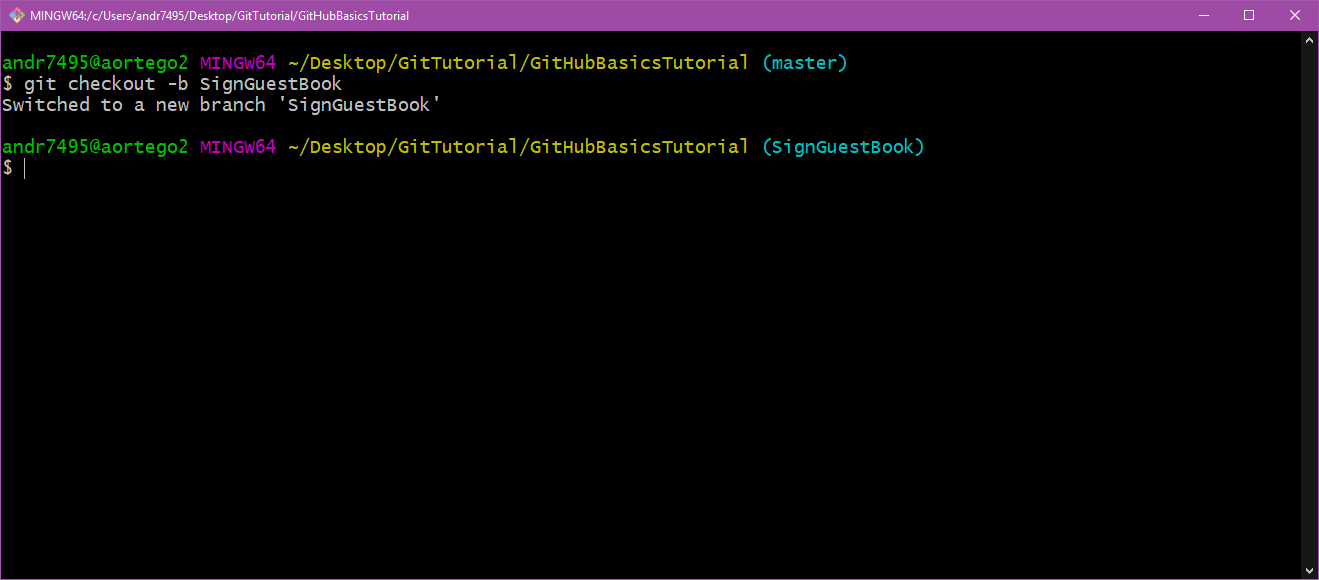 MINGW64:/c/Users/andr7495/Desktop/GitTutorial/GitHubBasicsTutorial
andr7495@aortego2 MINGW64 ~/Desktop/GitTutorial/GitHubBasicsTutorial (master)
$ git checkout -b SignGuestBook
Switched to a new branch 'SignGuestBook'
andr7495@aortego2 MINGW64 ~/Desktop/GitTutorial/GitHubBasicsTutorial (SignGuestBook)
$